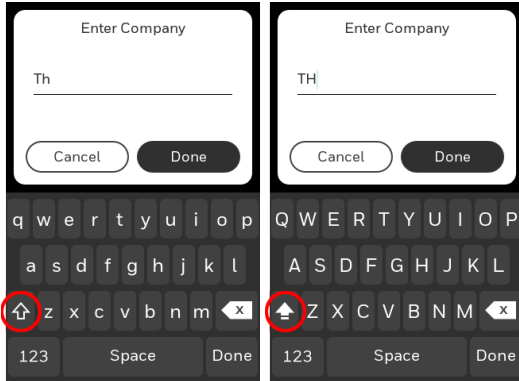 Enter Company
Th
Cancel Done
q w e r t y u i o p
a s d f g h j k l
z x c v b n m x
123 Space Done
Enter Company
TH
Cancel Done
Q W E R T Y U I O P
A S D F G H J K L
Z X C V B N M x
123 Space Done